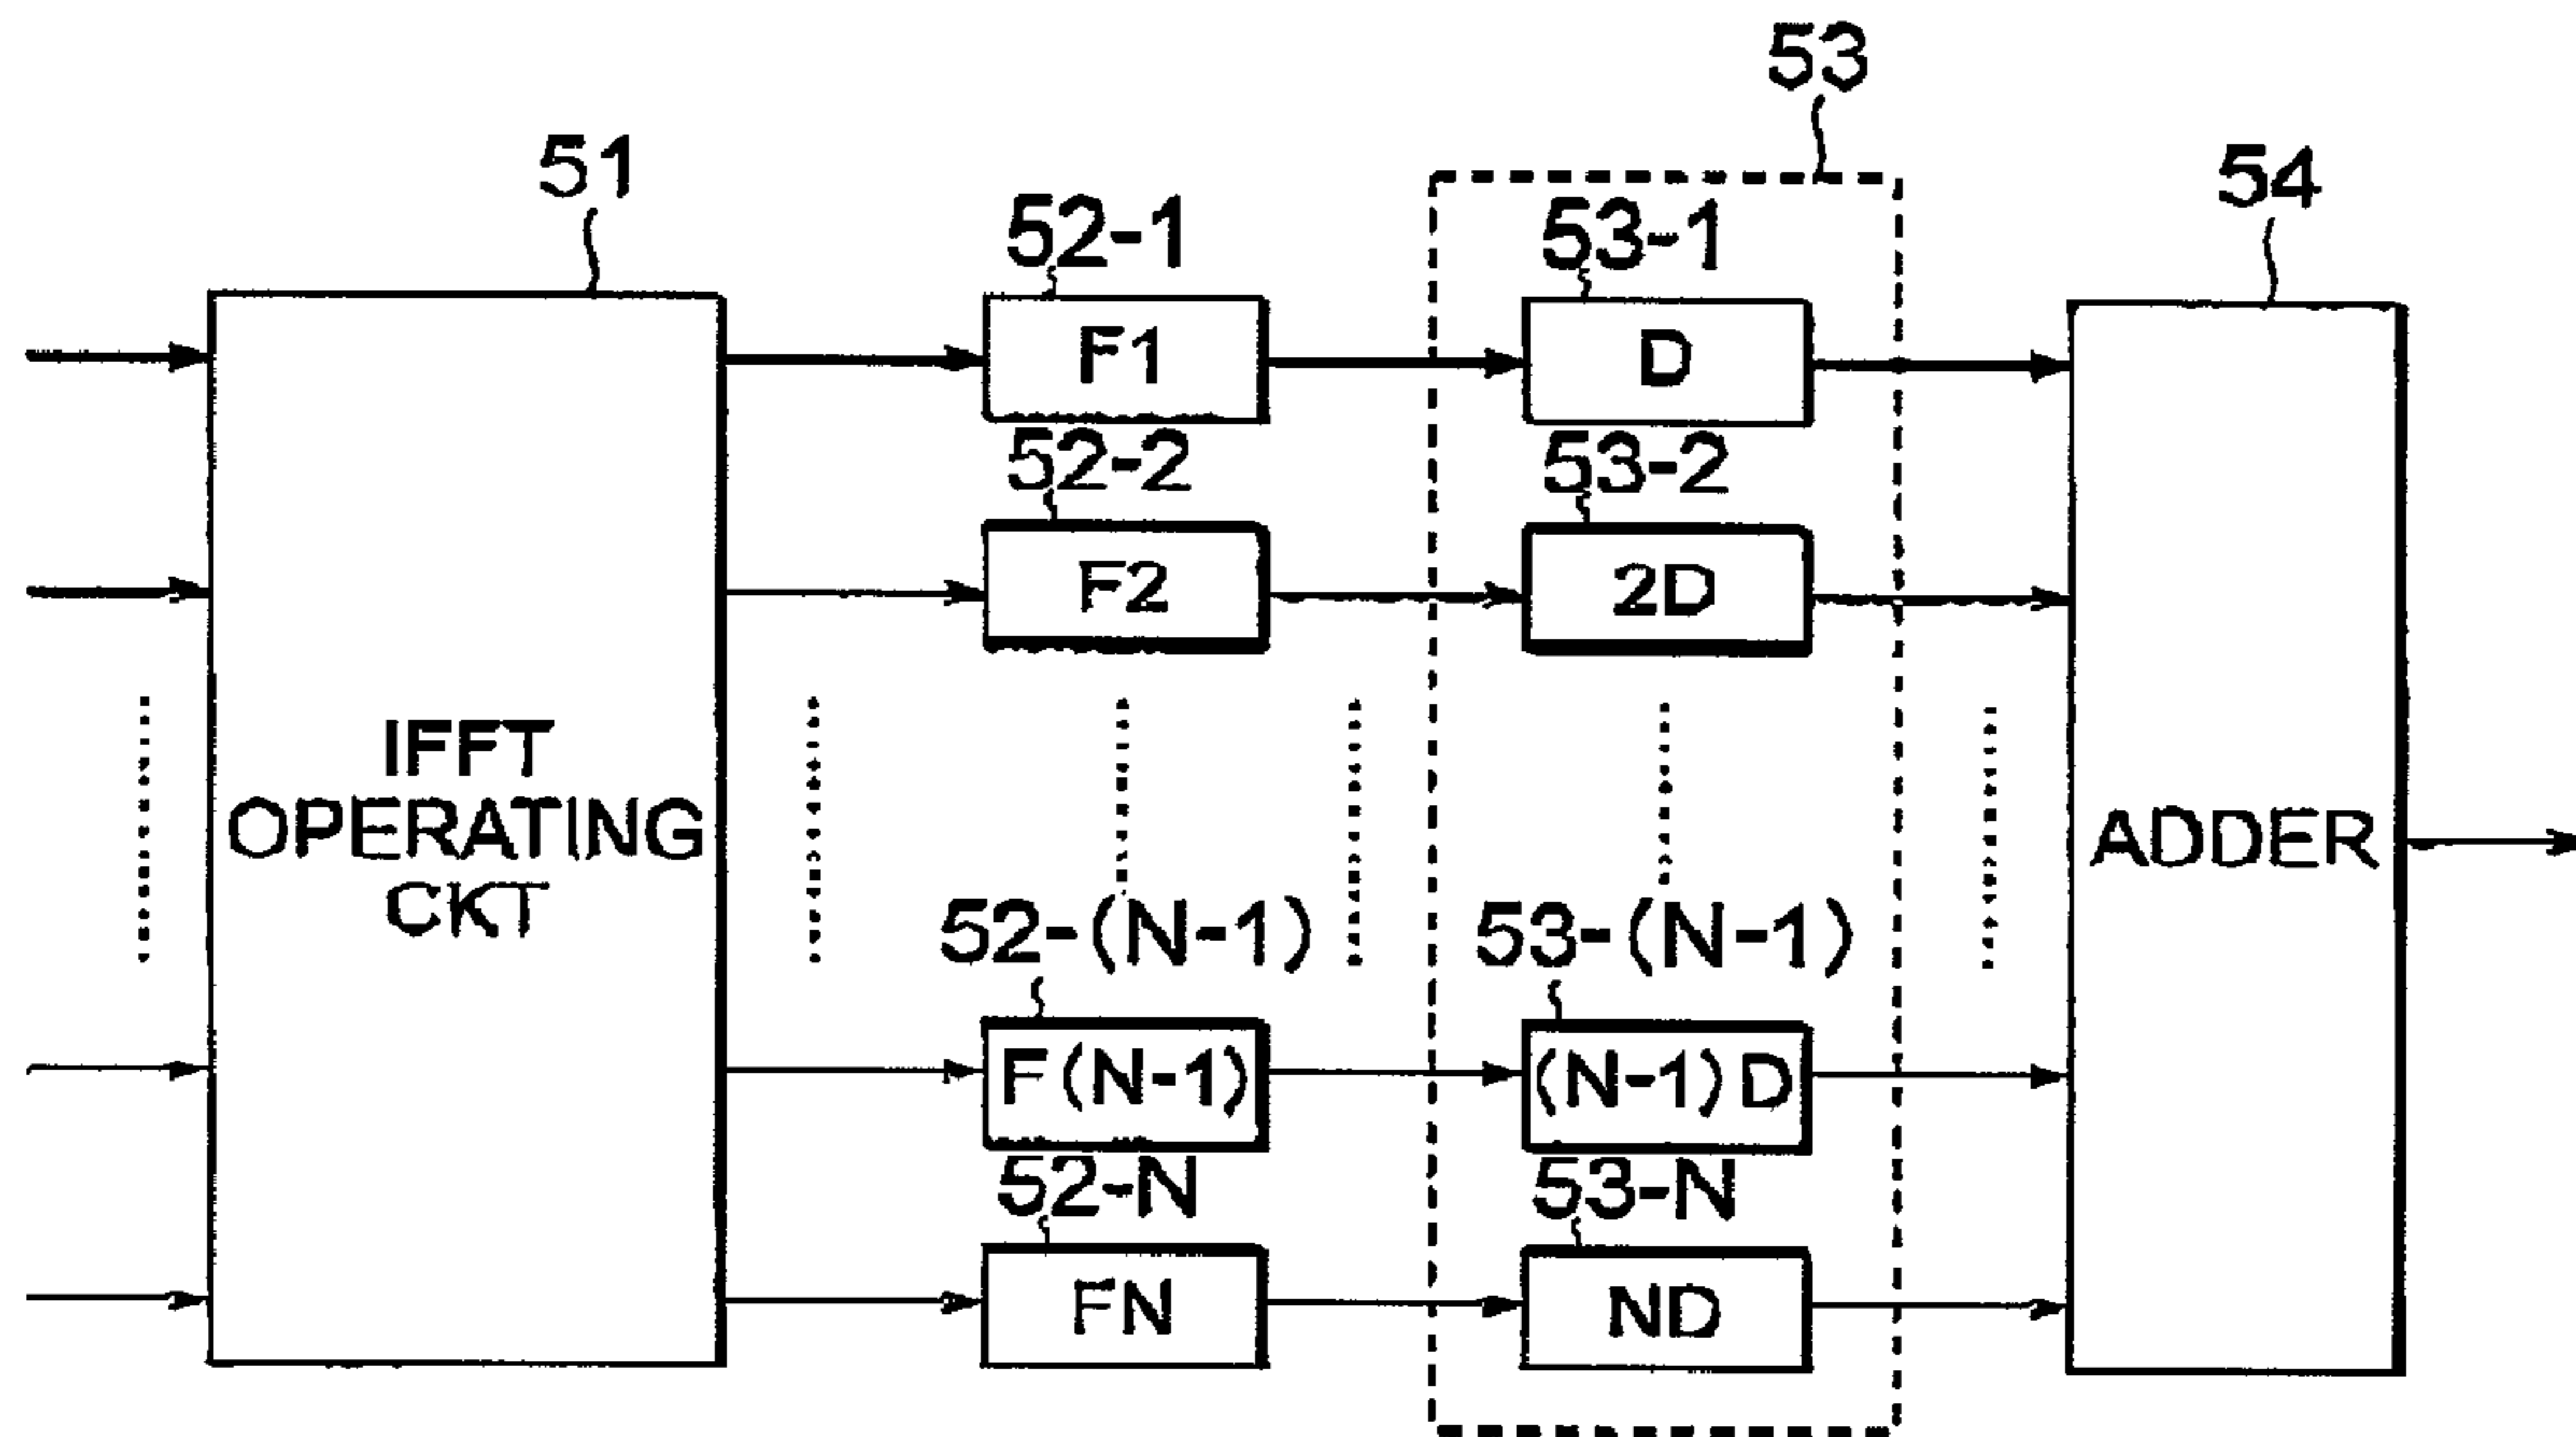 53
51
54
52-1
53-1
F1
D
52-2
53-2
F2
2D
IFFT
OPERATING
CKT
ADDER
52-(N-1)
53-(N-1)
F(N-1)
(N-1)D
52-N
53-N
FN
ND